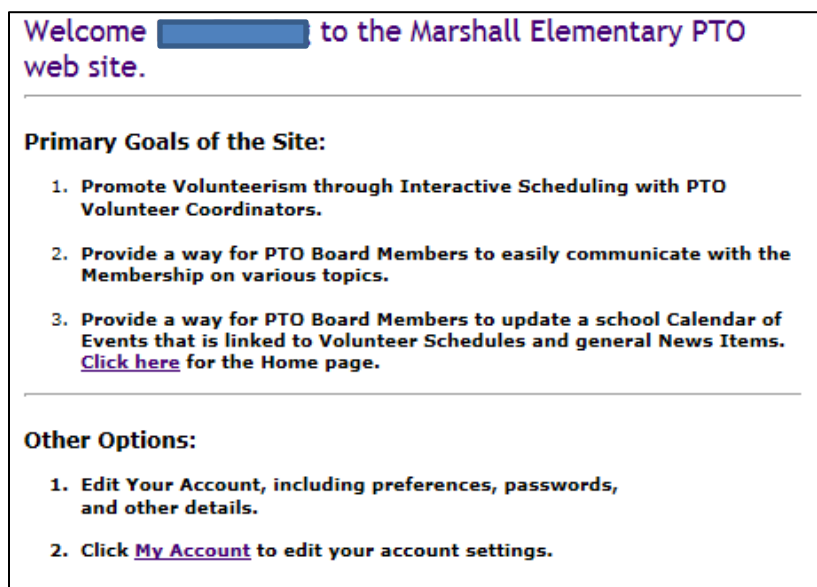 Welcome to the Marshall Elementary PTO
web site.
Primary Goals of the Site:
1. Promote Volunteerism through Interactive Scheduling with PTO
Volunteer Coordinators.
2. Provide a way for PTO Board Members to easily communicate with the
Membership on various topics.
3. Provide a way for PTO Board Members to update a school Calendar of
Events that is linked to Volunteer Schedules and general News Items.
Click here for the Home page.
Other Options:
1. Edit Your Account, including preferences, passwords,
and other details.
2. Click My Account to edit your account settings.